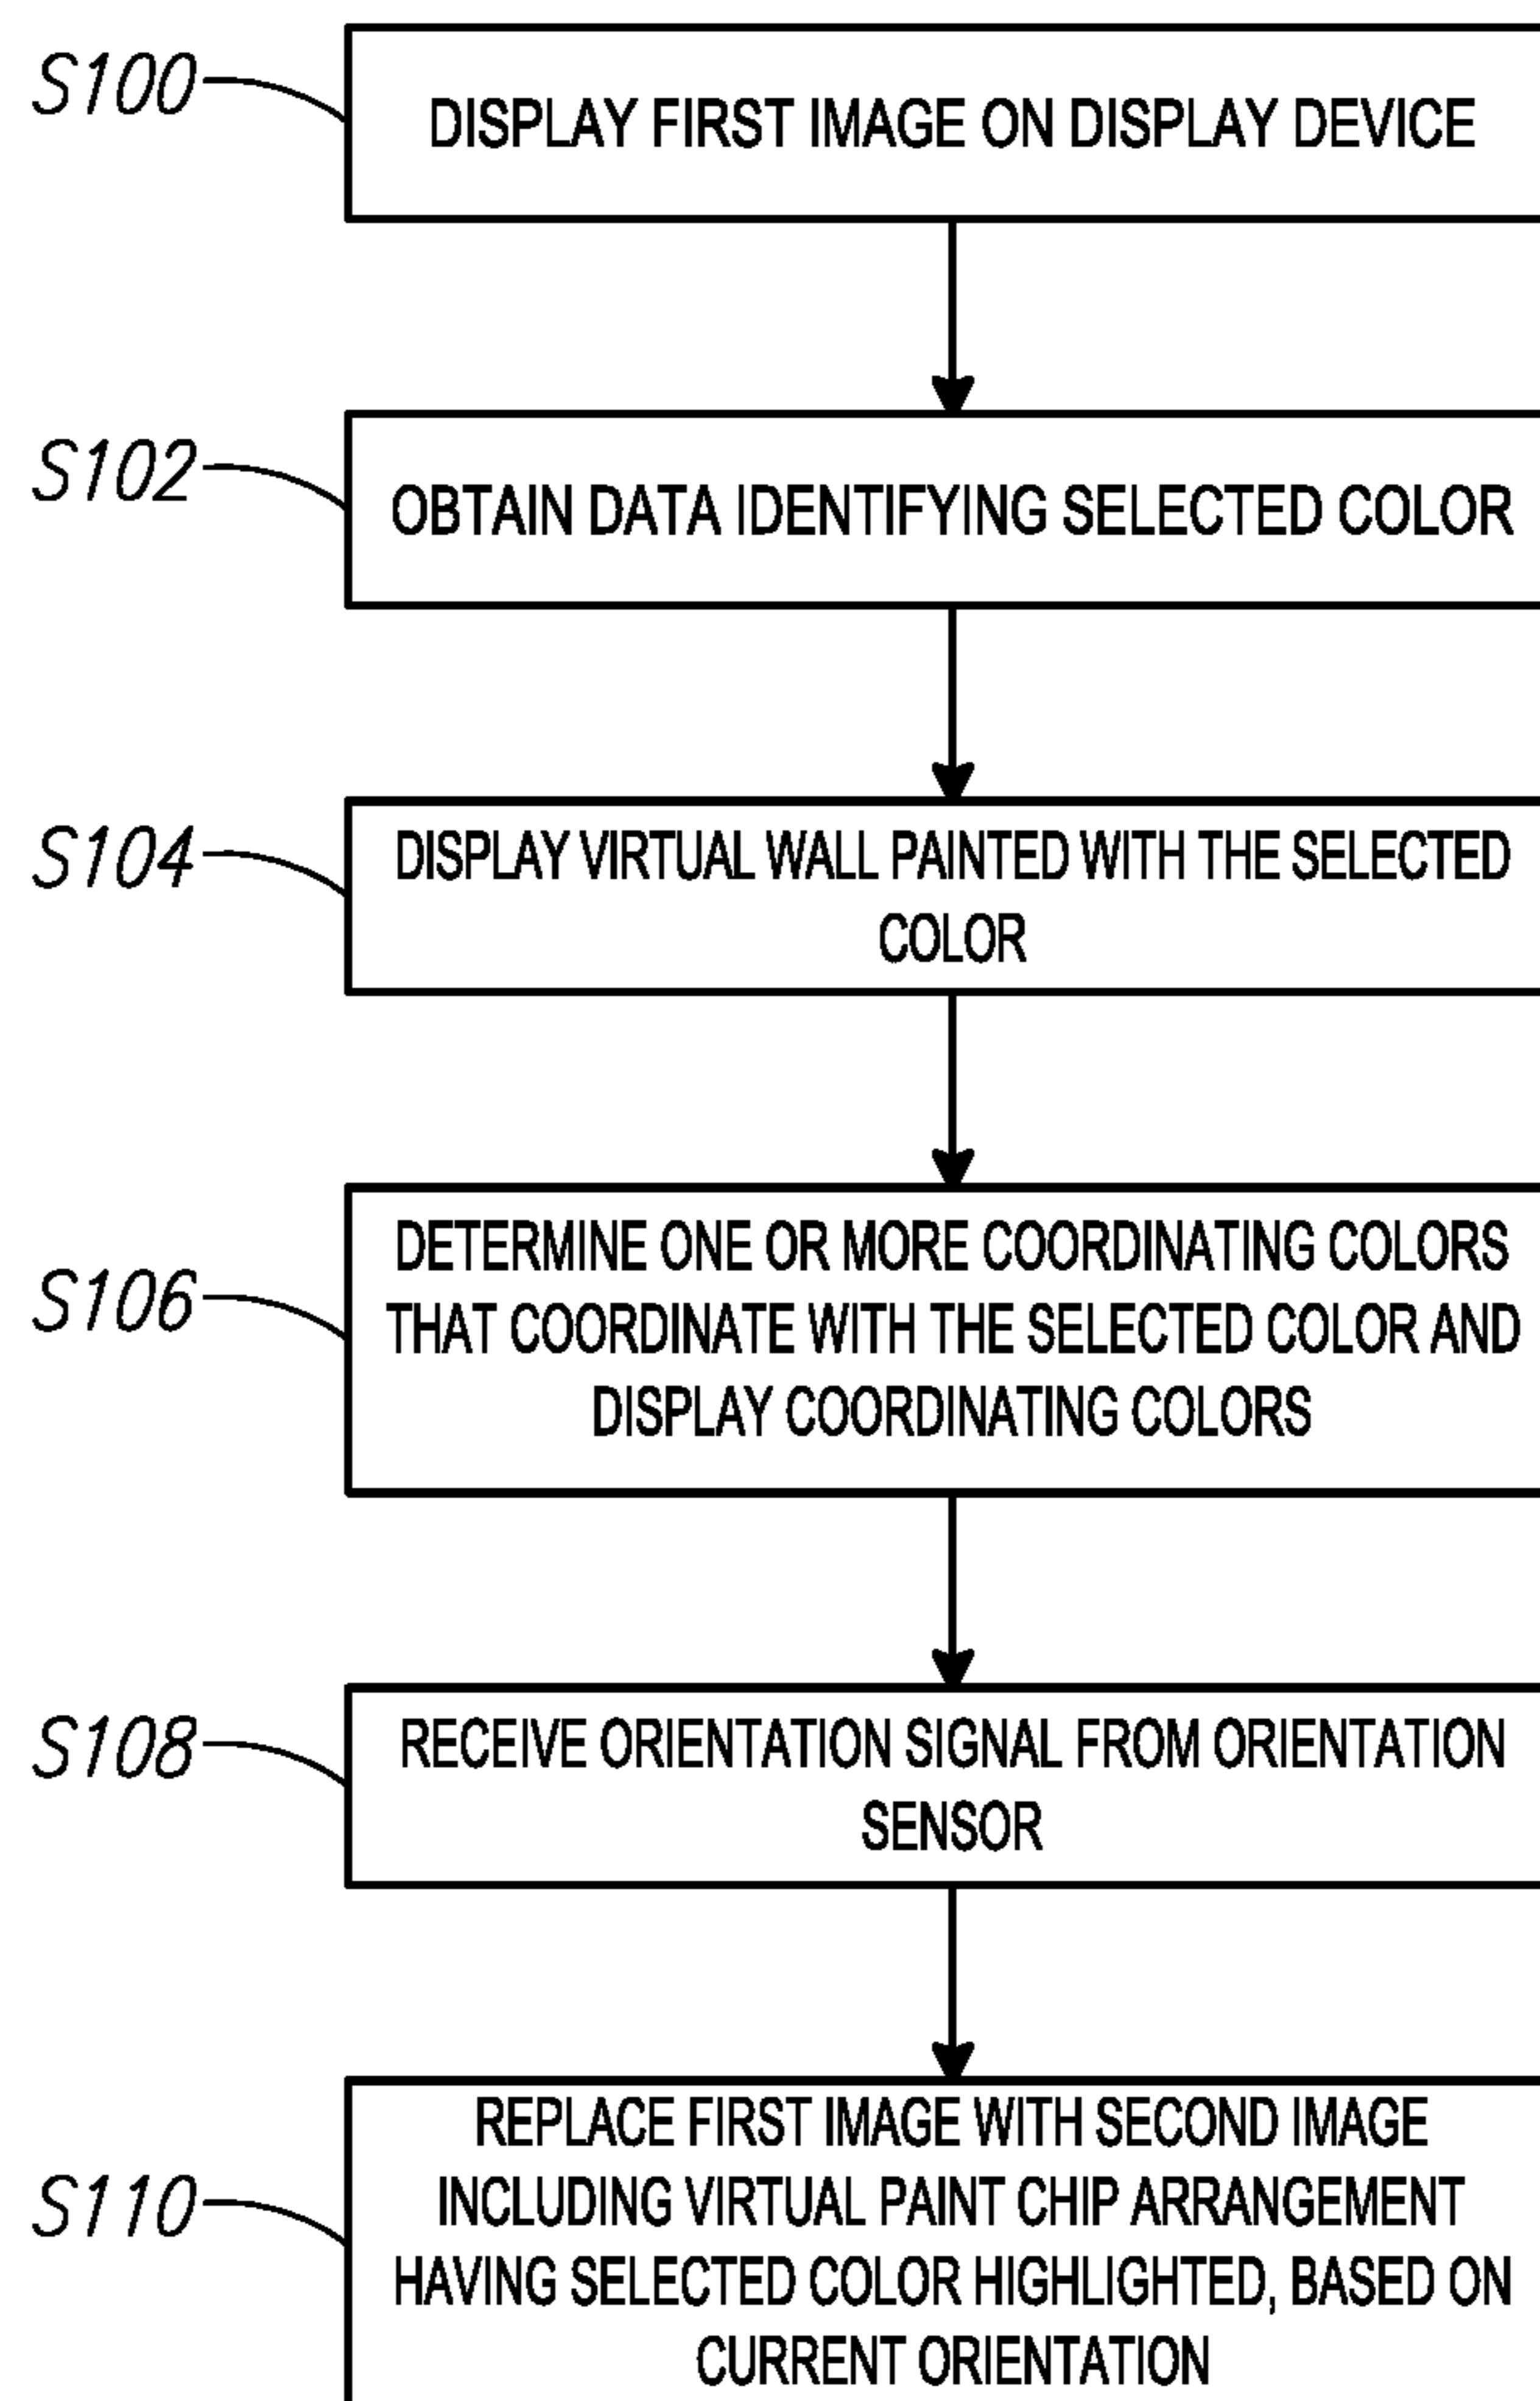 S100
DISPLAY FIRST IMAGE ON DISPLAY DEVICE
S102
OBTAIN DATA IDENTIFYING SELECTED COLOR
S104
DISPLAY VIRTUAL WALL PAINTED WITH THE SELECTED
COLOR
S106
DETERMINE ONE OR MORE COORDINATING COLORS
THAT COORDINATE WITH THE SELECTED COLOR AND
DISPLAY COORDINATING COLORS
S108
RECEIVE ORIENTATION SIGNAL FROM ORIENTATION
SENSOR
S110
REPLACE FIRST IMAGE WITH SECOND IMAGE
INCLUDING VIRTUAL PAINT CHIP ARRANGEMENT
HAVING SELECTED COLOR HIGHLIGHTED, BASED ON
CURRENT ORIENTATION